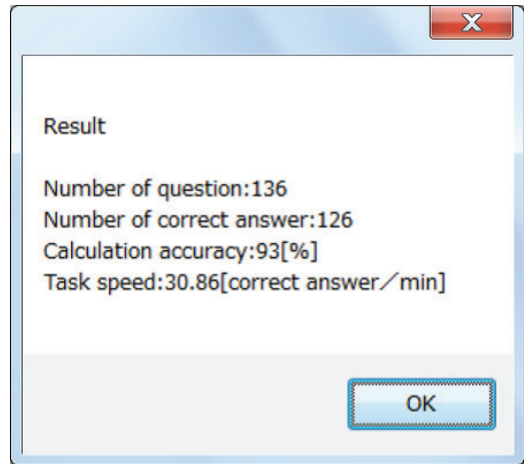 Result
Number of question:136
Number of correct answer:126
Calculation accuracy:93[%]
Task speed:30.86[correct answer／min]
OK